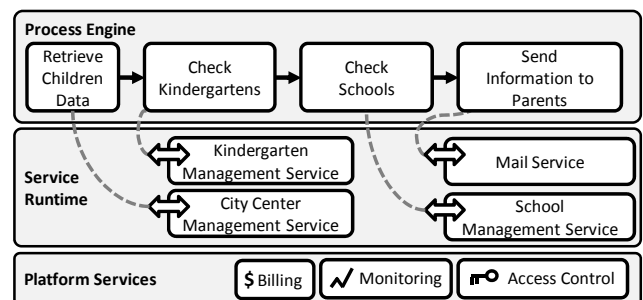 Process Engine
Retrieve
Children
Data
Check
Kindergartens
Check
Schools
Send
Information to
Parents
Service
Runtime
Kindergarten
Management Service
City Center
Management Service
Mail Service
School
Management Service
Platform Services
$ Billing
Monitoring
Access Control